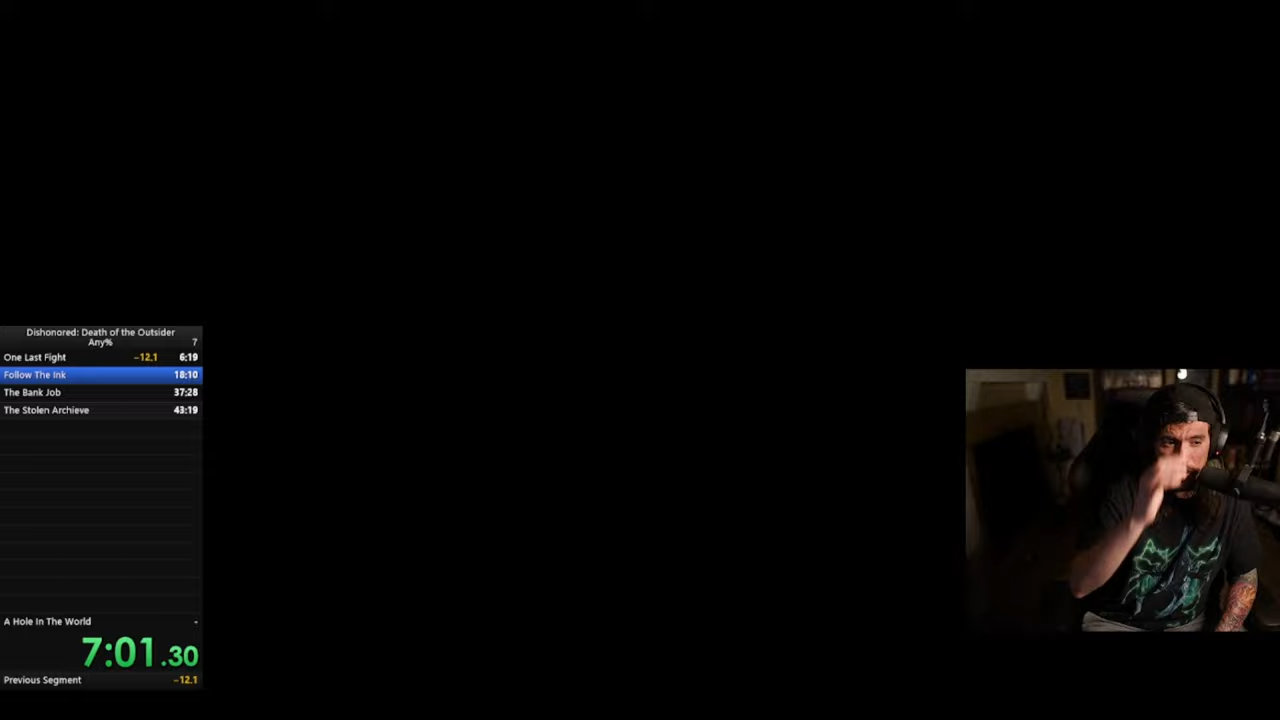 Dishonored: Death of the Outsider
Any% 7
One Last Fight -12.1 6:19
Follow The Ink 18:10
The Bank Job 37:28
The Stolen Archieve 43:19
A Hole In The World -
7:01.30
Previous Segment -12.1